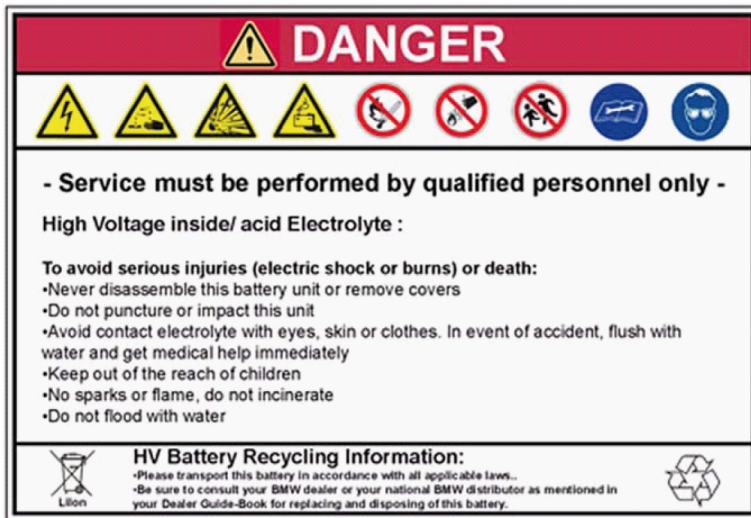 DANGER
- Service must be performed by qualified personnel only -
High Voltage inside/ acid Electrolyte :
To avoid serious injuries (electric shock or burns) or death:
•Never disassemble this battery unit or remove covers
•Do not puncture or impact this unit
•Avoid contact electrolyte with eyes, skin or clothes. In event of accident, flush with
water and get medical help immediately
•Keep out of the reach of children
•No sparks or flame, do not incinerate
•Do not flood with water
HV Battery Recycling Information:
•Please transport this battery in accordance with all applicable laws..
•Be sure to consult your BMW dealer or your national BMW distributor as mentioned in
your Dealer Guide-Book for replacing and disposing of this battery.
LiIon